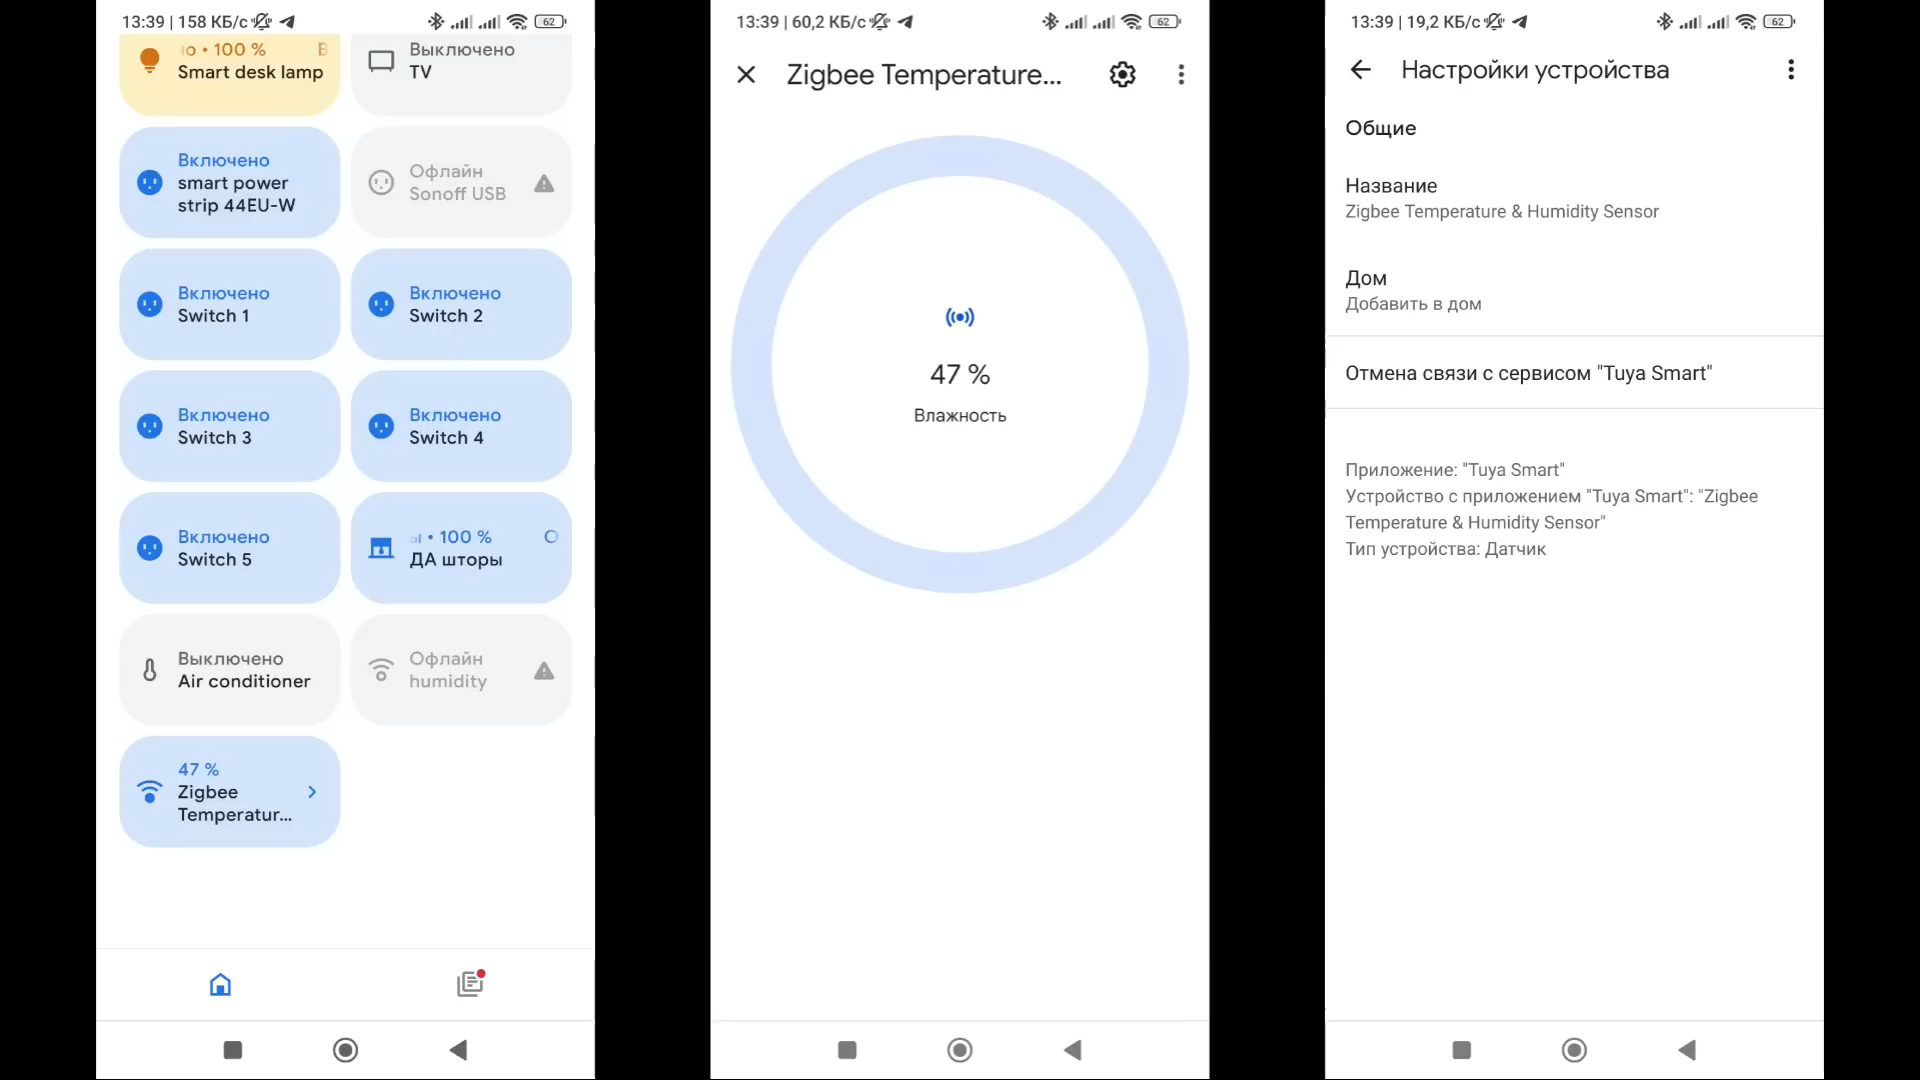 13:39 | 158 КБ/с
62
ю • 100 %
В
Smart desk lamp
Выключено
TV
Включено
smart power
strip 44EU-W
Офлайн
Sonoff USB
Включено
Switch 1
Включено
Switch 2
Включено
Switch 3
Включено
Switch 4
Включено
Switch 5
ы • 100 %
О
ДА шторы
Выключено
Air conditioner
Офлайн
humidity
47 %
Zigbee
Temperatur...
13:39 | 60,2 КБ/с
62
Zigbee Temperature...
47 %
Влажность
13:39 | 19,2 КБ/с
62
Настройки устройства
Общие
Название
Zigbee Temperature & Humidity Sensor
Дом
Добавить в дом
Отмена связи с сервисом "Tuya Smart"
Приложение: "Tuya Smart"
Устройство с приложением "Tuya Smart": "Zigbee
Temperature & Humidity Sensor"
Тип устройства: Датчик